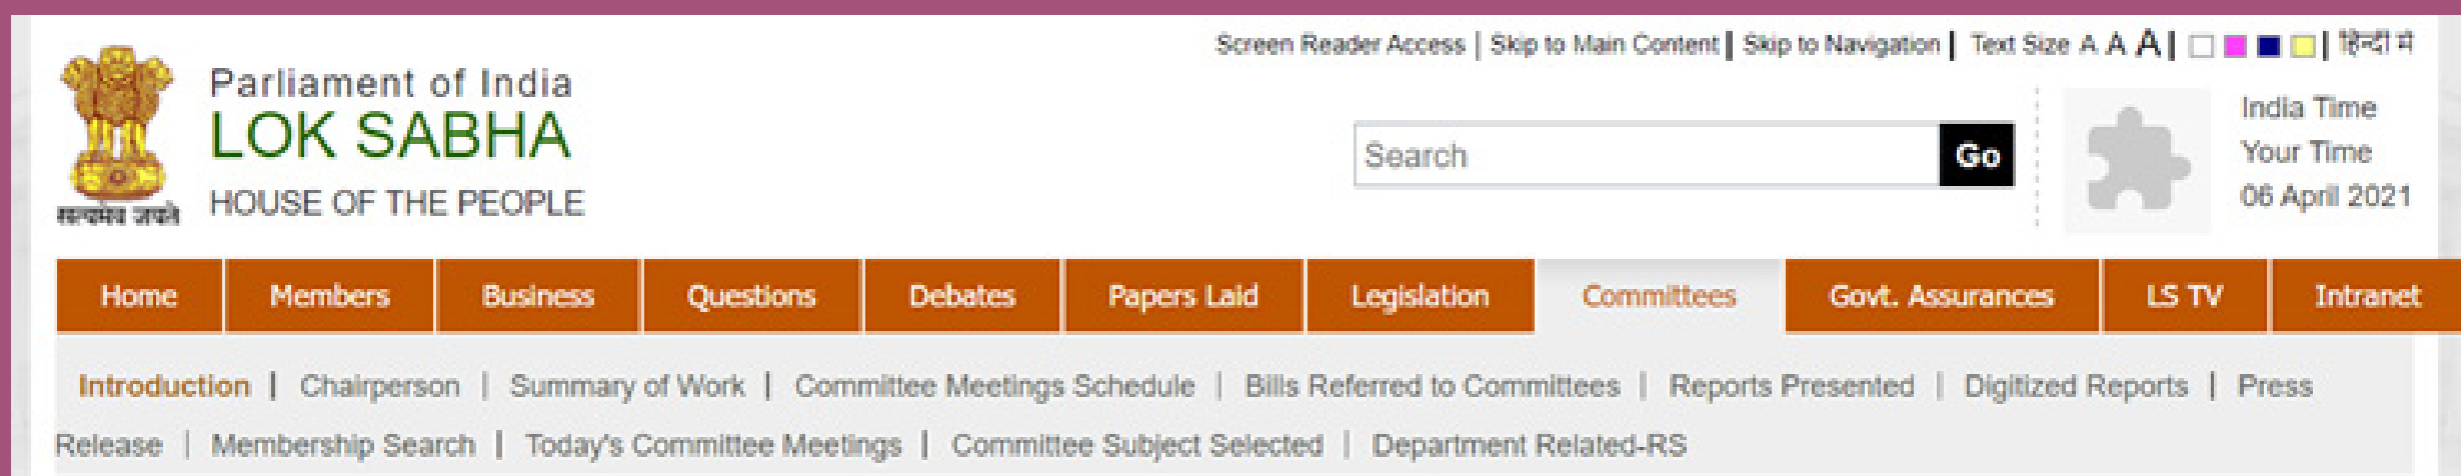 Screen Reader Access | Skip to Main Content | Skip to Navigation | Text Size A A A | | हिन्दी में
Parliament of India
LOK SABHA
HOUSE OF THE PEOPLE
सत्यमेव जयते
Search Go
India Time
Your Time
06 April 2021
Home Members Business Questions Debates Papers Laid Legislation Committees Govt. Assurances LS TV Intranet
Introduction | Chairperson | Summary of Work | Committee Meetings Schedule | Bills Referred to Committees | Reports Presented | Digitized Reports | Press
Release | Membership Search | Today's Committee Meetings | Committee Subject Selected | Department Related-RS